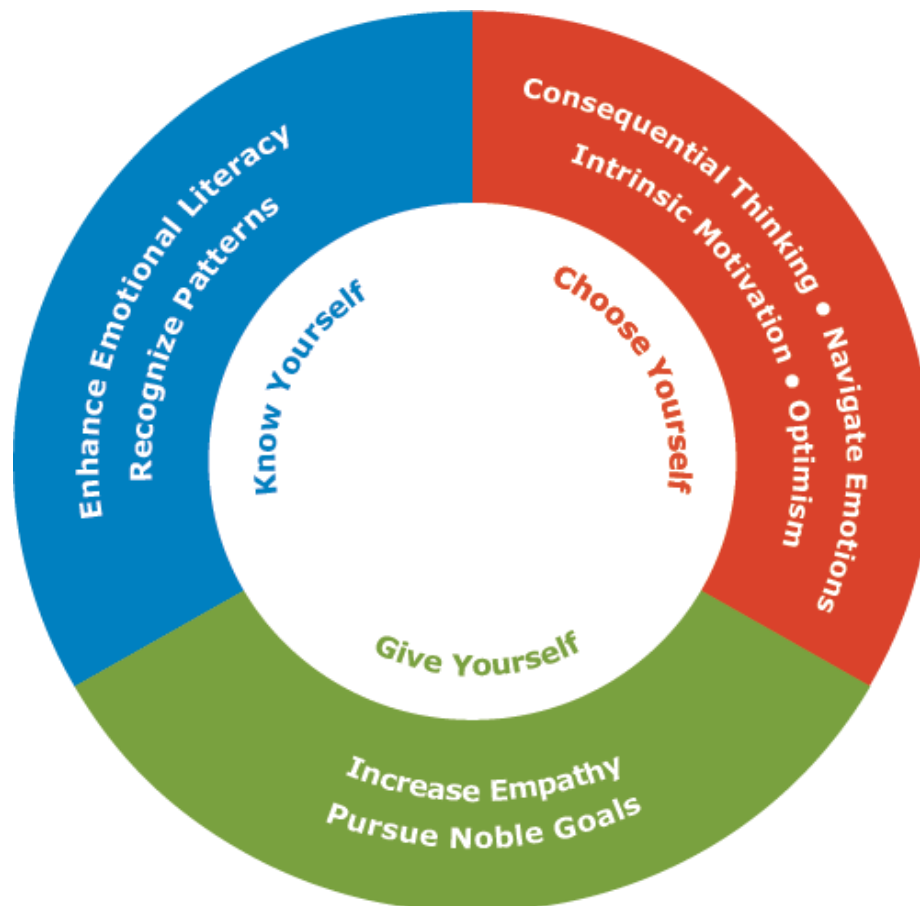 Enhance Emotional Literacy
Recognize Patterns
Know Yourself
Consequential Thinking • Navigate Emotions
Intrinsic Motivation • Optimism
Choose Yourself
Give Yourself
Increase Empathy
Pursue Noble Goals